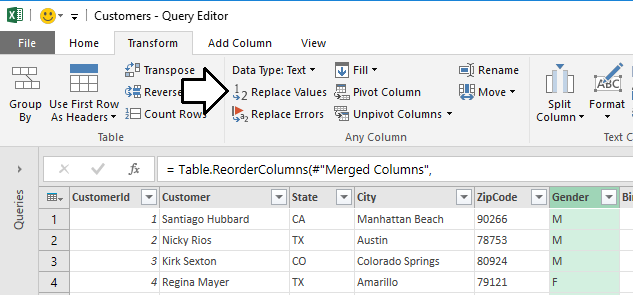 Customers - Query Editor
File Home Transform Add Column View
Group By
Use First Row As Headers
Transpose
Reverse
Count Rows
Table
Data Type: Text
1 2 Replace Values
Replace Errors
Fill
Pivot Column
Unpivot Columns
Any Column
Rename
Move
Split Column
Format
ABC
Text C
Queries
fx = Table.ReorderColumns(#"Merged Columns",
CustomerId Customer State City ZipCode Gender
1 1 Santiago Hubbard CA Manhattan Beach 90266 M
2 2 Nicky Rios TX Austin 78753 M
3 3 Kirk Sexton CO Colorado Springs 80924 M
4 4 Regina Mayer TX Amarillo 79121 F